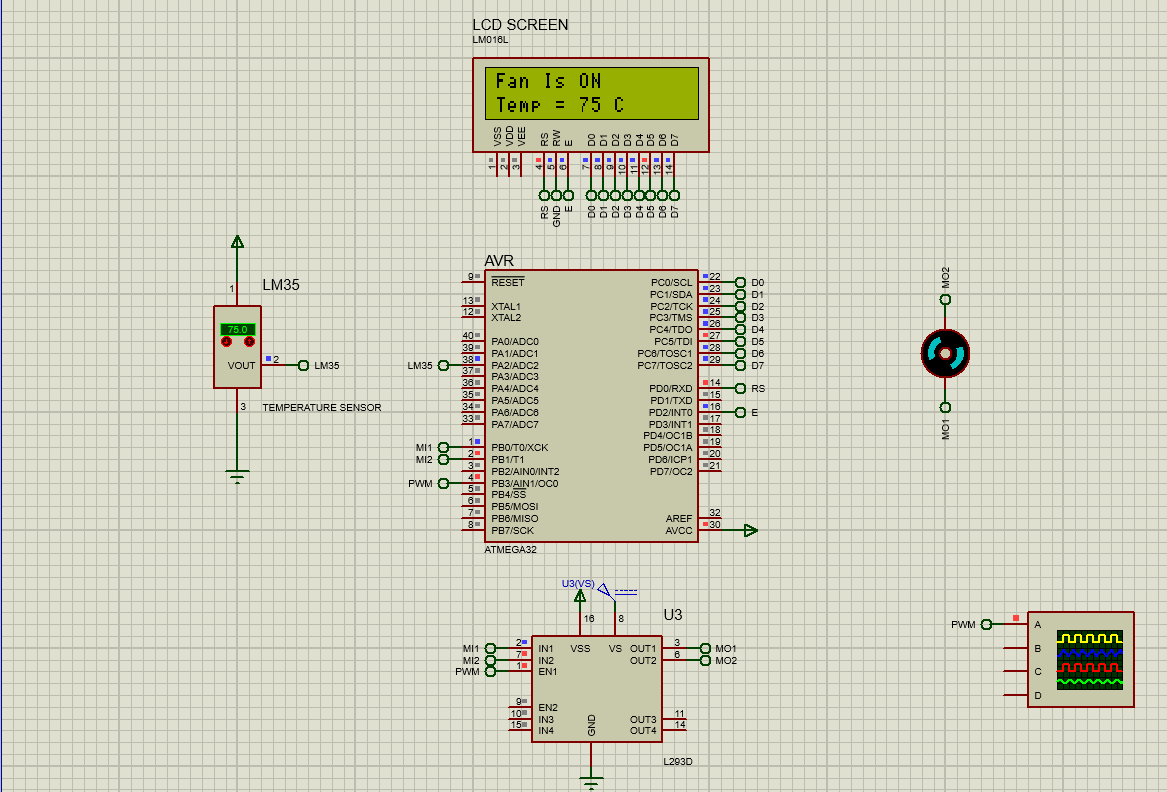 LCD SCREEN
LM016L
Fan Is ON
Temp = 75 C
VSS VDD VEE RS RW E D0 D1 D2 D3 D4 D5 D6 D7
1 2 3 4 5 6 7 8 9 10 11 12 13 14
RS GND E D0 D1 D2 D3 D4 D5 D6 D7
LM35
1
75.0
VOUT 2 LM35
3
TEMPERATURE SENSOR
AVR
9 RESET PC0/SCL 22 D0
PC1/SDA 23 D1
13 XTAL1 PC2/TCK 24 D2
12 XTAL2 PC3/TMS 25 D3
PC4/TDO 26 D4
40 PA0/ADC0 PC5/TDI 27 D5
39 PA1/ADC1 PC6/TOSC1 28 D6
LM35 38 PA2/ADC2 PC7/TOSC2 29 D7
37 PA3/ADC3
36 PA4/ADC4 PD0/RXD 14 RS
35 PA5/ADC5 PD1/TXD 15
34 PA6/ADC6 PD2/INT0 16 E
33 PA7/ADC7 PD3/INT1 17
PD4/OC1B 18
MI1 1 PB0/T0/XCK PD5/OC1A 19
MI2 2 PB1/T1 PD6/ICP1 20
3 PB2/AIN0/INT2 PD7/OC2 21
PWM 4 PB3/AIN1/OC0
5 PB4/SS
6 PB5/MOSI
7 PB6/MISO AREF 32
8 PB7/SCK AVCC 30
ATMEGA32
MO2
MO1
U3(VS)
U3
16 8
VSS VS
MI1 2 IN1 OUT1 3 MO1
MI2 7 IN2 OUT2 6 MO2
PWM 1 EN1
9 EN2
10 IN3 OUT3 11
15 IN4 OUT4 14
GND
L293D
PWM A
B
C
D